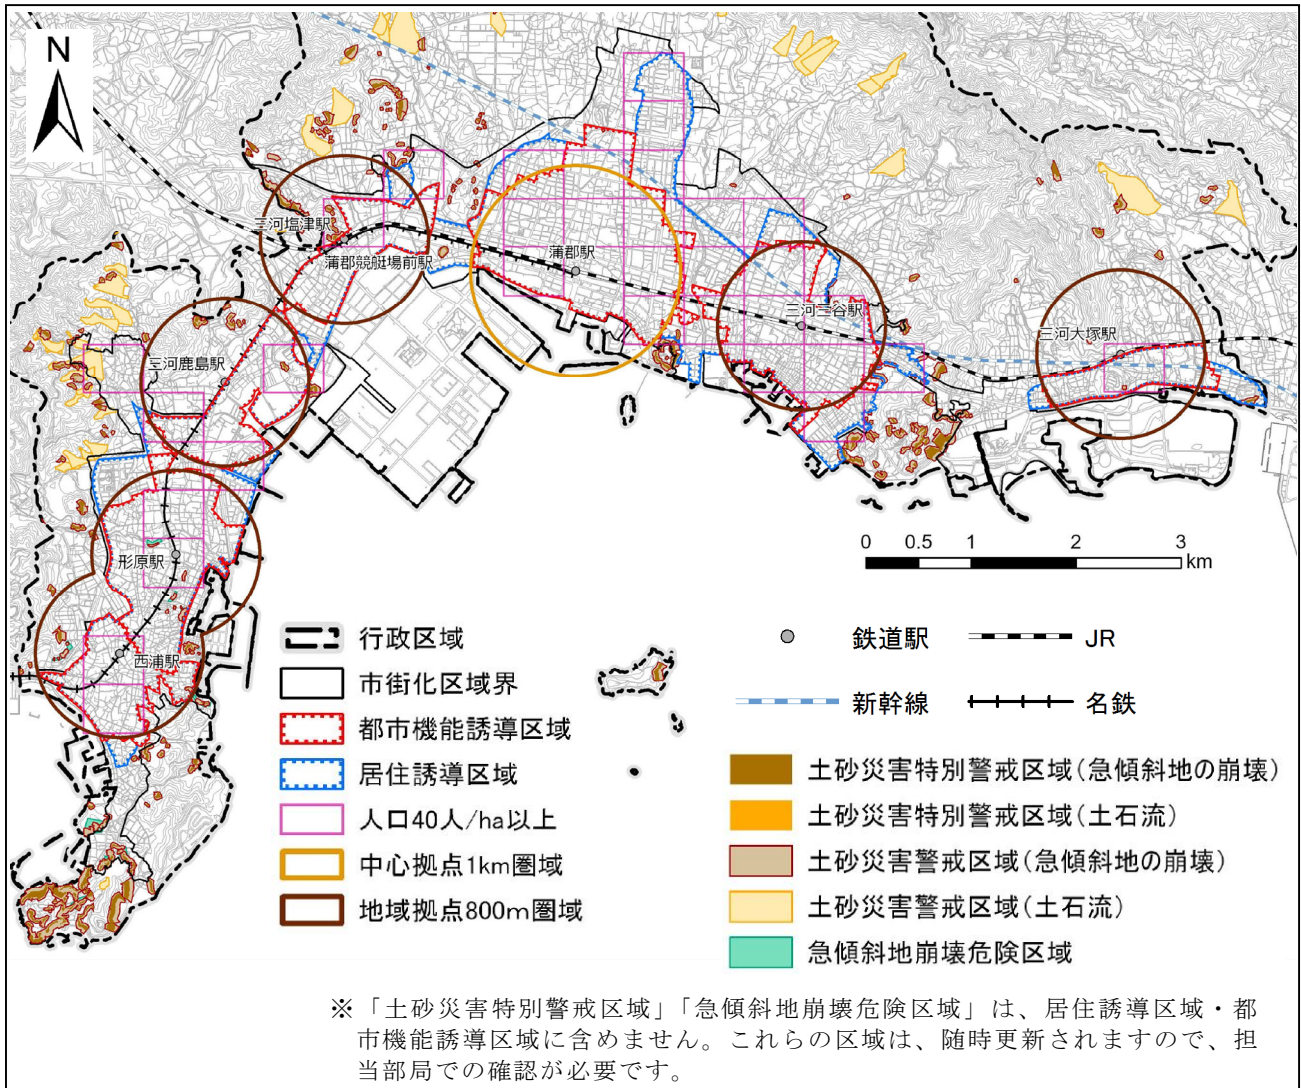 N
三河塩津駅
蒲郡競艇場前駅
蒲郡駅
三河三谷駅
三河大塚駅
三河鹿島駅
形原駅
西浦駅
0 0.5 1 2 3
km
行政区域
市街化区域界
都市機能誘導区域
居住誘導区域
人口40人/ha以上
中心拠点1km圏域
地域拠点800m圏域
鉄道駅
JR
新幹線
名鉄
土砂災害特別警戒区域(急傾斜地の崩壊)
土砂災害特別警戒区域(土石流)
土砂災害警戒区域(急傾斜地の崩壊)
土砂災害警戒区域(土石流)
急傾斜地崩壊危険区域
※「土砂災害特別警戒区域」「急傾斜地崩壊危険区域」は、居住誘導区域・都
市機能誘導区域に含めません。これらの区域は、随時更新されますので、担
当部局での確認が必要です。